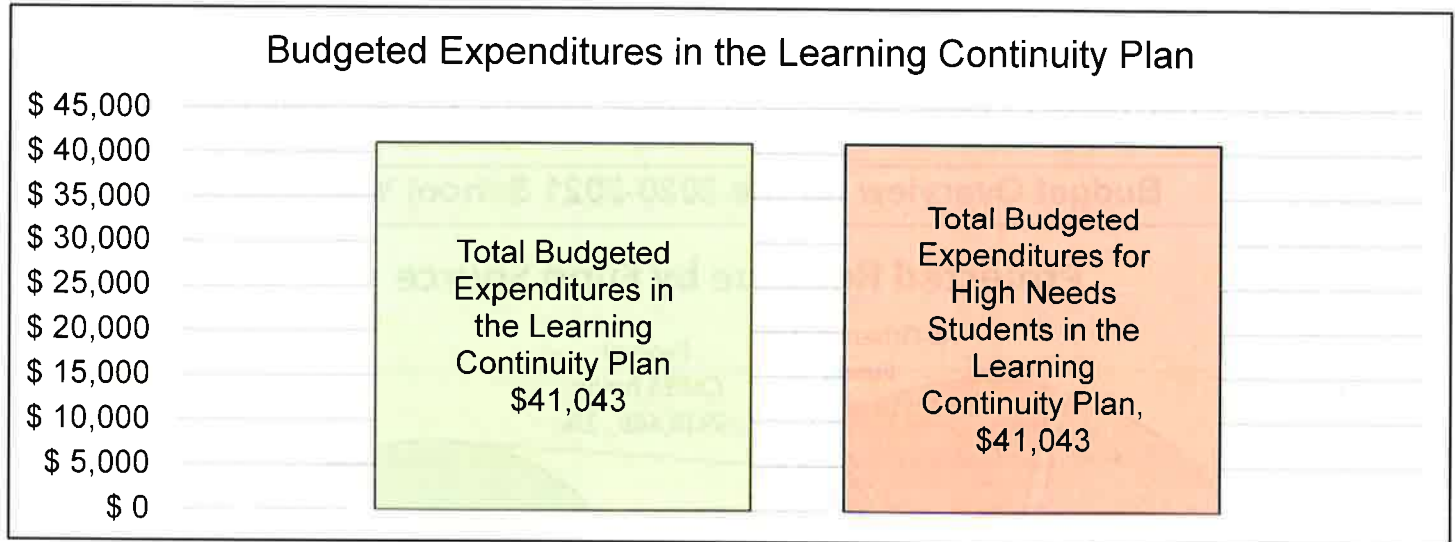 Budgeted Expenditures in the Learning Continuity Plan
$ 45,000
$ 40,000
$ 35,000
$ 30,000
$ 25,000
$ 20,000
$ 15,000
$ 10,000
$ 5,000
$ 0
Total Budgeted
Expenditures in
the Learning
Continuity Plan
$41,043
Total Budgeted
Expenditures for
High Needs
Students in the
Learning
Continuity Plan,
$41,043